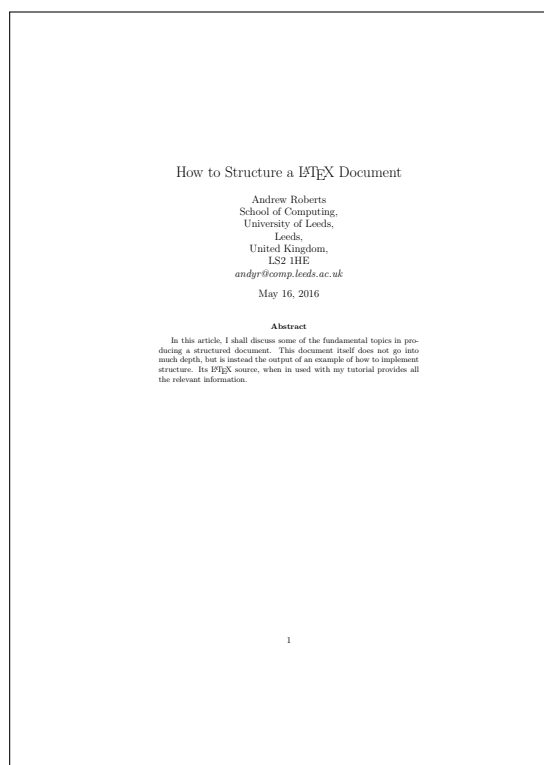 How to Structure a LATEX Document
Andrew Roberts
School of Computing,
University of Leeds,
Leeds,
United Kingdom,
LS2 1HE
andyr@comp.leeds.ac.uk
May 16, 2016
Abstract
In this article, I shall discuss some of the fundamental topics in pro-
ducing a structured document. This document itself does not go into
much depth, but is instead the output of an example of how to implement
structure. Its LATEX source, when in used with my tutorial provides all
the relevant information.
1